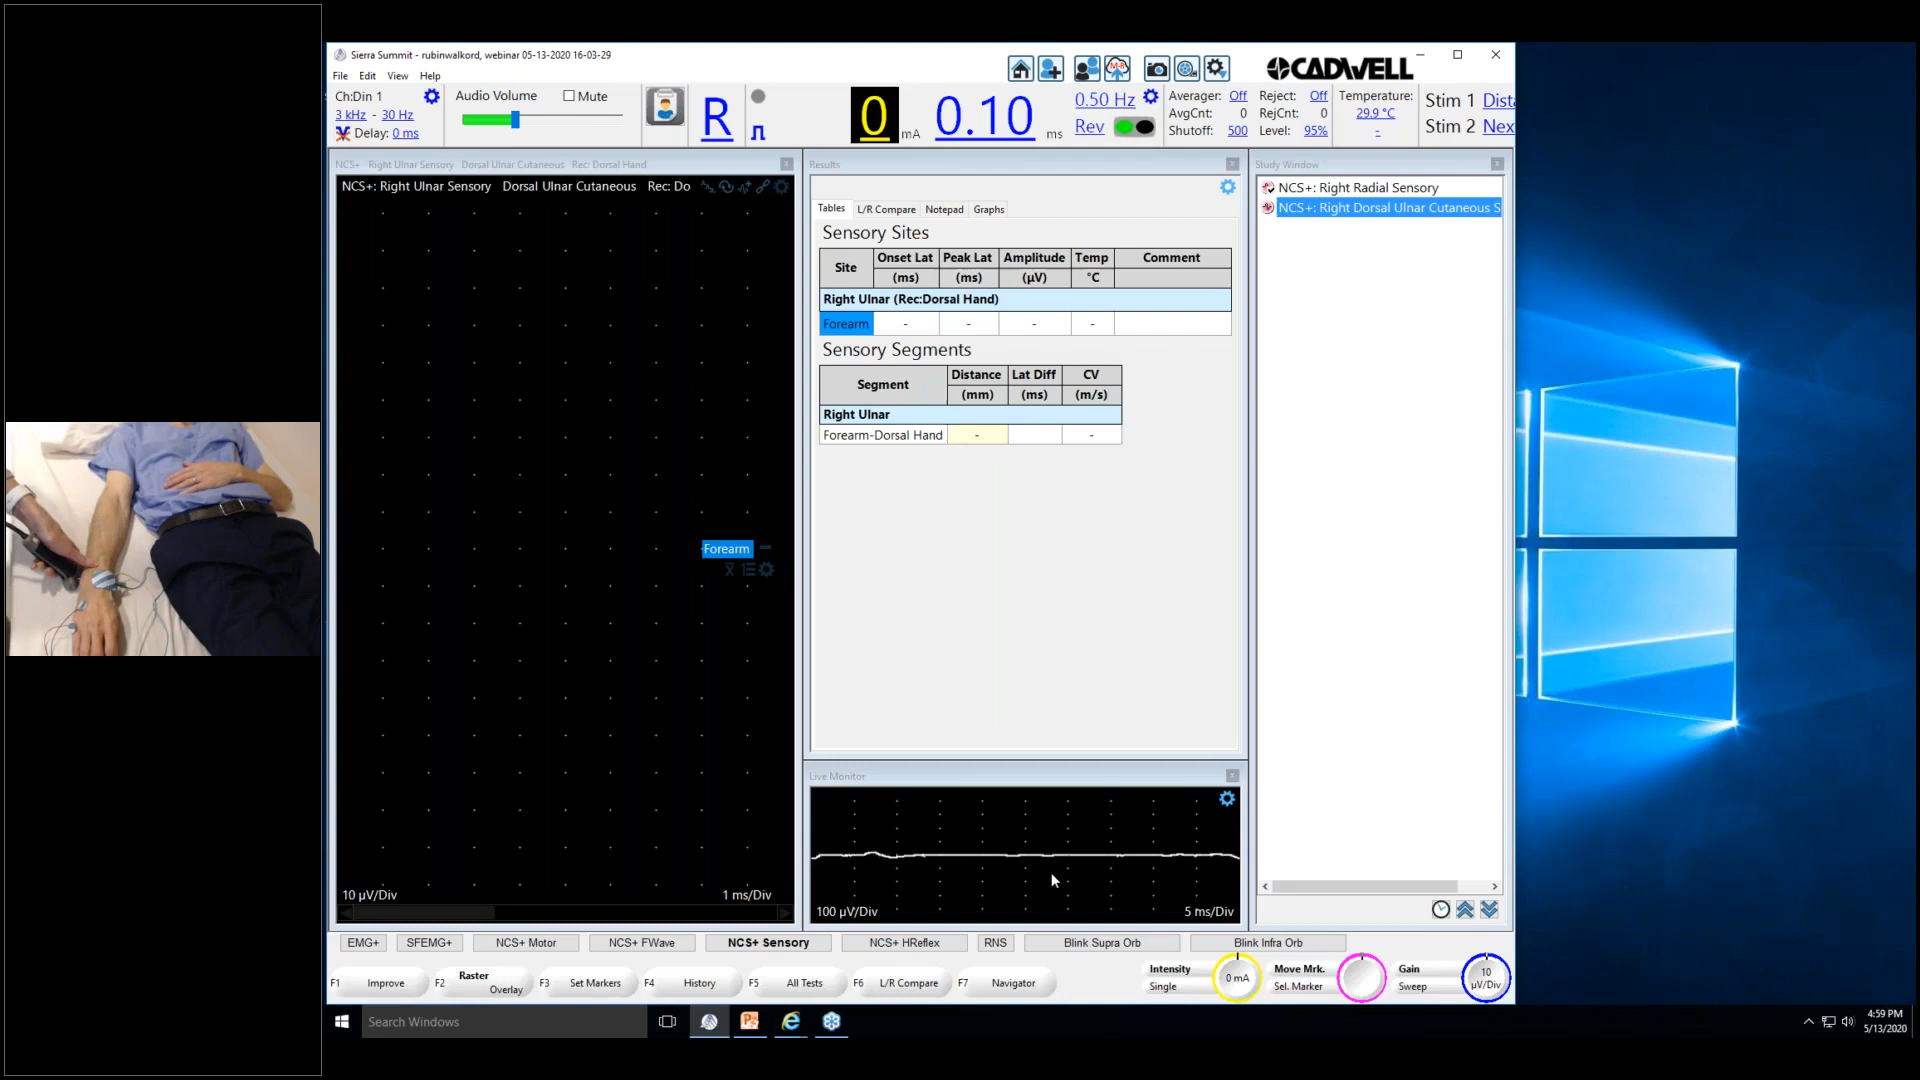 Sierra Summit - rubinwalkord, webinar 05-13-2020 16-03-29
File Edit View Help
CADWELL
Ch:Din 1
3 kHz - 30 Hz
Delay: 0 ms
Audio Volume
Mute
R
0 mA
0.10 ms
0.50 Hz
Rev
Averager: Off
AvgCnt: 0
Shutoff: 500
Reject: Off
RejCnt: 0
Level: 95%
Temperature:
29.9 °C
-
Stim 1 Dist
Stim 2 Nex
NCS+ Right Ulnar Sensory Dorsal Ulnar Cutaneous Rec: Dorsal Hand
NCS+: Right Ulnar Sensory Dorsal Ulnar Cutaneous Rec: Do
Forearm
10 µV/Div
1 ms/Div
Results
Tables L/R Compare Notepad Graphs
Sensory Sites
Site Onset Lat Peak Lat Amplitude Temp Comment
(ms) (ms) (µV) °C
Right Ulnar (Rec:Dorsal Hand)
Forearm - - - -
Sensory Segments
Segment Distance Lat Diff CV
(mm) (ms) (m/s)
Right Ulnar
Forearm-Dorsal Hand - -
Live Monitor
100 µV/Div
5 ms/Div
Study Window
NCS+: Right Radial Sensory
NCS+: Right Dorsal Ulnar Cutaneous S
EMG+ SFEMG+ NCS+ Motor NCS+ FWave NCS+ Sensory NCS+ HReflex RNS Blink Supra Orb Blink Infra Orb
F1 Improve
F2 Raster
Overlay
F3 Set Markers
F4 History
F5 All Tests
F6 L/R Compare
F7 Navigator
Intensity
Single
0 mA
Move Mrk.
Sel. Marker
Gain
Sweep
10
µV/Div
Search Windows
4:59 PM
5/13/2020